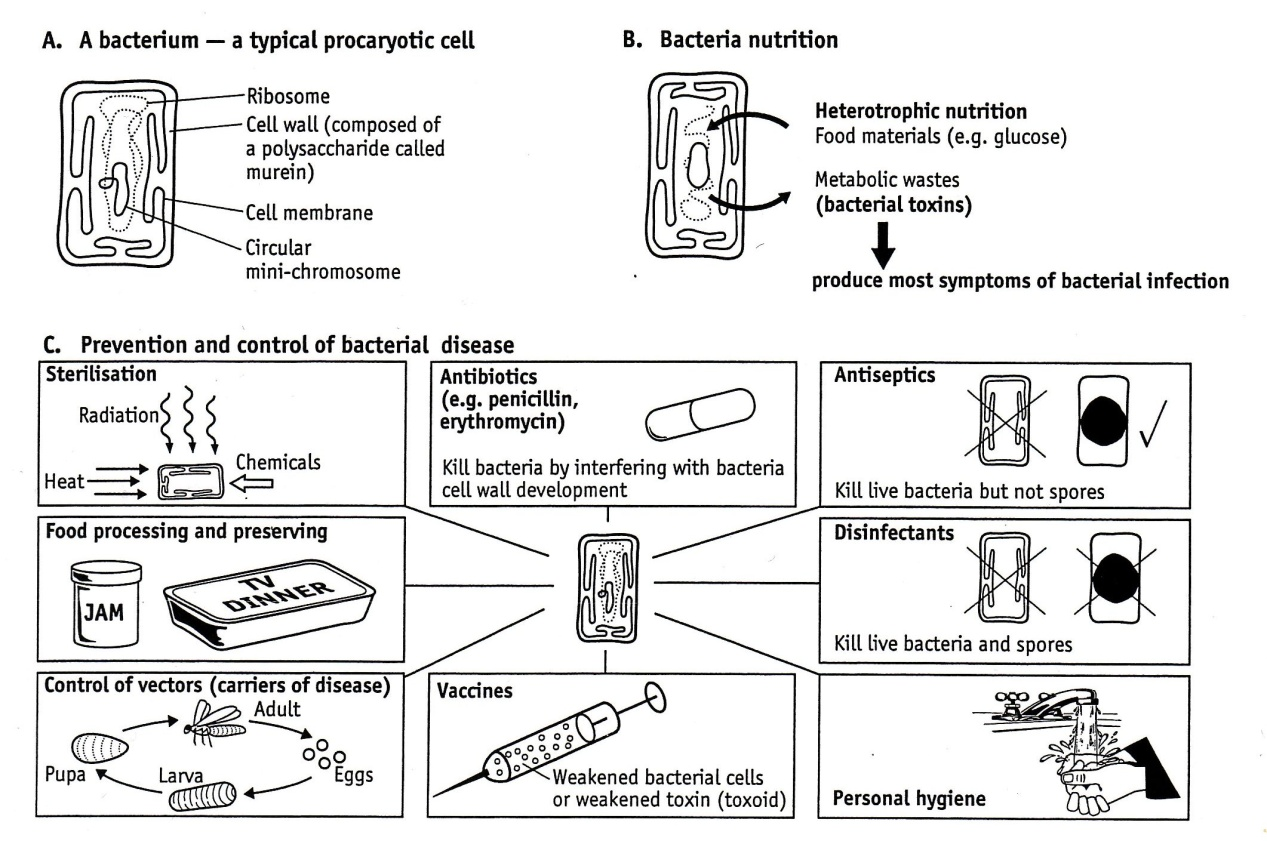 A. A bacterium — a typical procaryotic cell
Ribosome
Cell wall (composed of
a polysaccharide called
murein)
Cell membrane
Circular
mini-chromosome
B. Bacteria nutrition
Heterotrophic nutrition
Food materials (e.g. glucose)
Metabolic wastes
(bacterial toxins)
produce most symptoms of bacterial infection
C. Prevention and control of bacterial disease
Sterilisation
Radiation
Heat
Chemicals
Antibiotics
(e.g. penicillin,
erythromycin)
Kill bacteria by interfering with bacteria
cell wall development
Antiseptics
Kill live bacteria but not spores
Food processing and preserving
JAM
TV
DINNER
Disinfectants
Kill live bacteria and spores
Control of vectors (carriers of disease)
Adult
Pupa
Larva
Eggs
Vaccines
Weakened bacterial cells
or weakened toxin (toxoid)
Personal hygiene